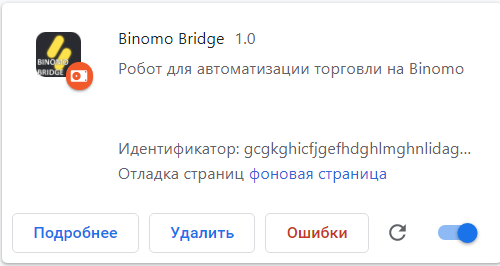 Binomo Bridge 1.0
BINOMO
BRIDGE
Робот для автоматизации торговли на Binomo
Идентификатор: gcgkghicfjgefhdghlmghnlidag...
Отладка страниц фоновая страница
Подробнее Удалить Ошибки